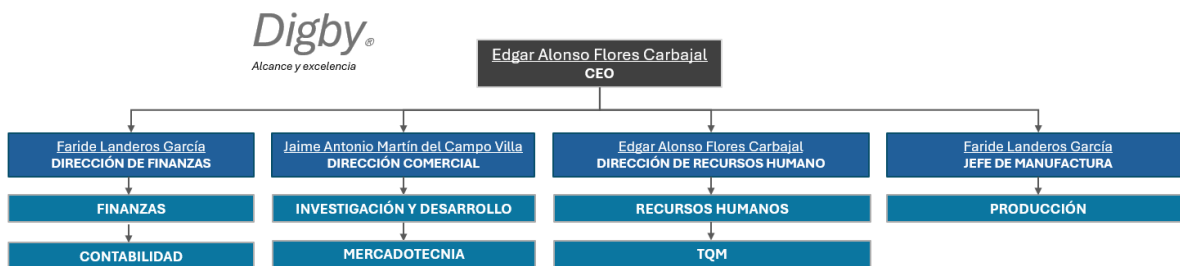 Digby®
Alcance y excelencia
Edgar Alonso Flores Carbajal
CEO
Faride Landeros García
DIRECCIÓN DE FINANZAS
Jaime Antonio Martín del Campo Villa
DIRECCIÓN COMERCIAL
Edgar Alonso Flores Carbajal
DIRECCIÓN DE RECURSOS HUMANO
Faride Landeros García
JEFE DE MANUFACTURA
FINANZAS
INVESTIGACIÓN Y DESARROLLO
RECURSOS HUMANOS
PRODUCCIÓN
CONTABILIDAD
MERCADOTECNIA
TQM